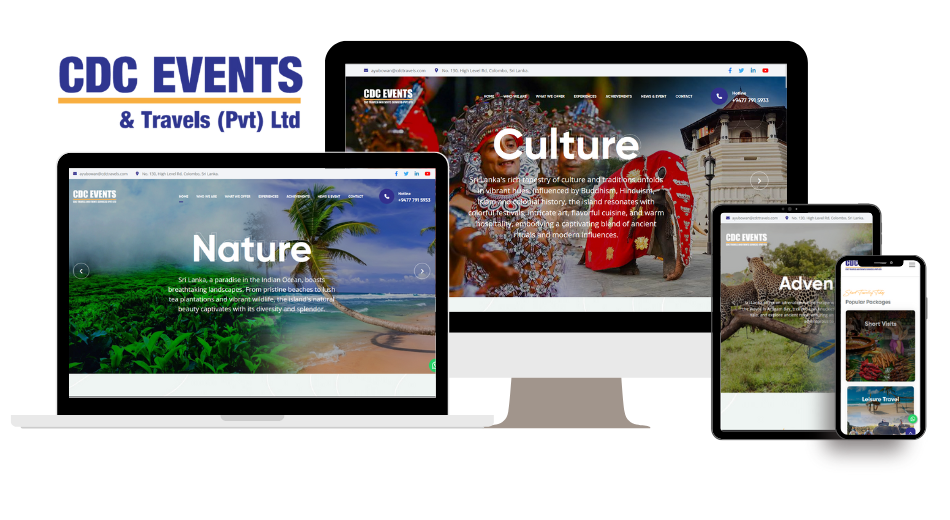 CDC EVENTS
& Travels (Pvt) Ltd
No. 190, High Level Rd, Colombo, Sri Lanka
CDC EVENTS
HOME WHO WE ARE WHAT WE OFFER EXPERIENCES ACHIEVEMENTS NEWS & EVENT CONTACT
Hotline
+9477 791 5933
Culture
Sri Lanka's rich tapestry of culture and traditions unfolds
in vibrant hues. Influenced by Buddhism, Hinduism,
Islam and colonial history, the island resonates with
colorful festivals, intricate art, flavorful cuisine, and warm
hospitality, embodying a captivating blend of ancient
rituals and modern influences.
No. 190, High Level Rd, Colombo, Sri Lanka
CDC EVENTS
HOME WHO WE ARE WHAT WE OFFER EXPERIENCES ACHIEVEMENTS NEWS & EVENT CONTACT
Hotline
+9477 791 5933
Nature
Sri Lanka, a paradise in the Indian Ocean, boasts
breathtaking landscapes. From pristine beaches to lush
tea plantations and vibrant wildlife, the island's natural
beauty captivates with its diversity and splendor.
No. 190, High Level Rd, Colombo, Sri Lanka
CDC EVENTS
Adven
CDC EVENTS
Popular Packages
Short Visits
Leisure Travel